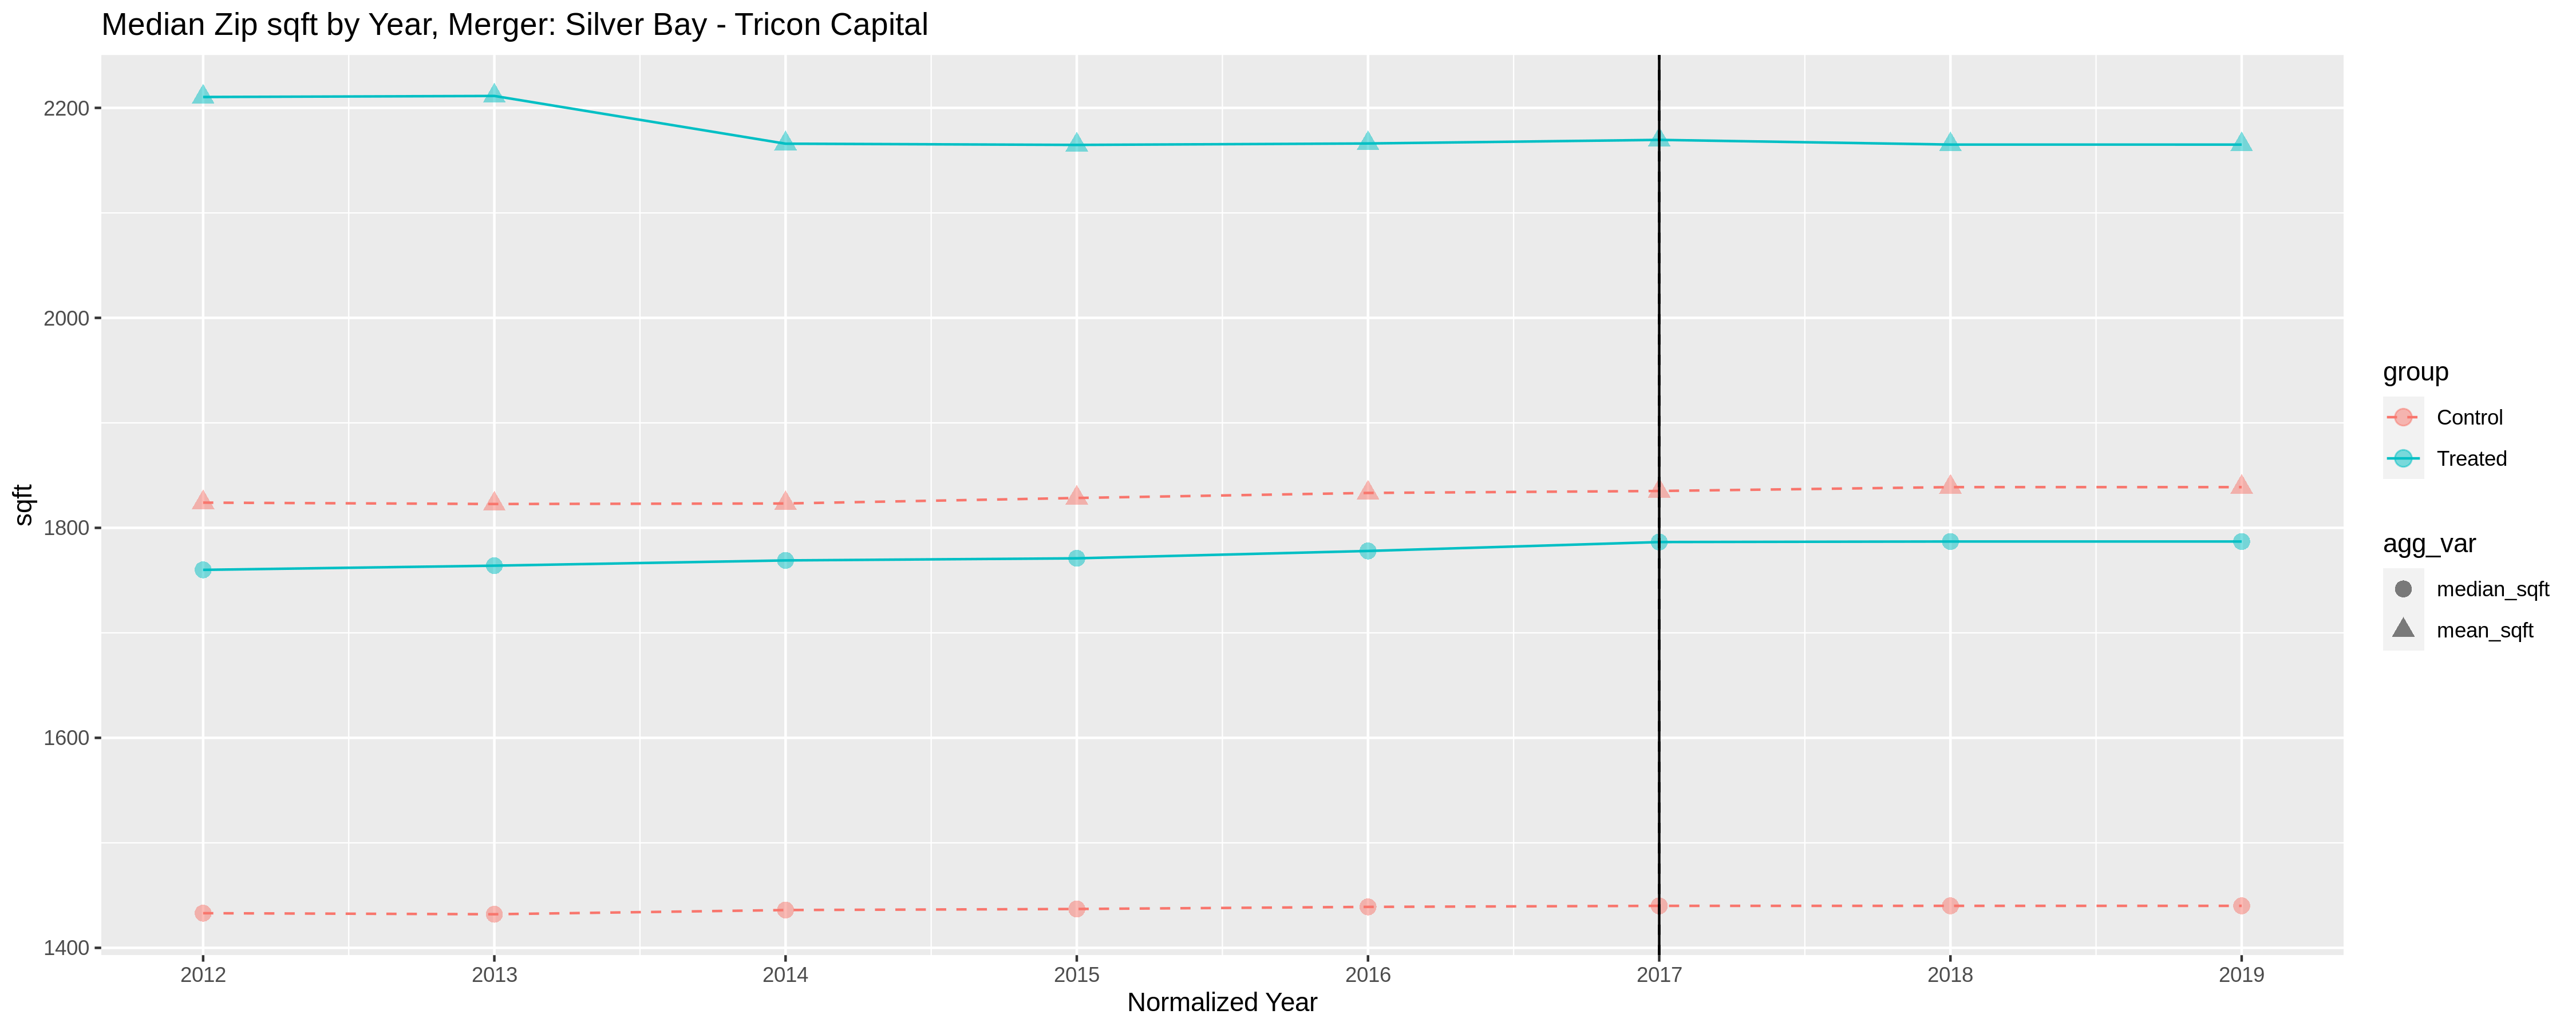 Median Zip sqft by Year, Merger: Silver Bay - Tricon Capital
sqft
2200
2000
1800
1600
1400
2012 2013 2014 2015 2016 2017 2018 2019
Normalized Year
group
Control
Treated
agg_var
median_sqft
mean_sqft